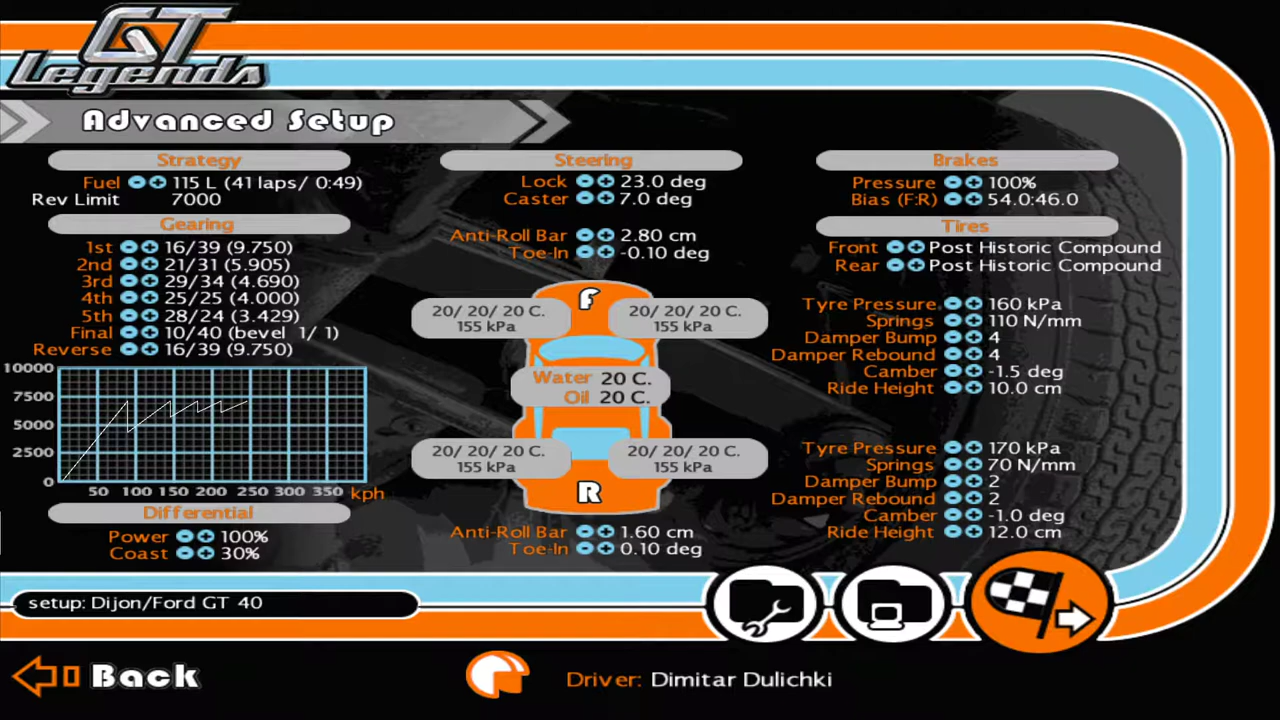 GT
Legends
Advanced Setup
Strategy
Fuel 115 L (41 laps/ 0:49)
Rev Limit 7000
Gearing
1st 16/39 (9.750)
2nd 21/31 (5.905)
3rd 29/34 (4.690)
4th 25/25 (4.000)
5th 28/24 (3.429)
Final 10/40 (bevel 1/ 1)
Reverse 16/39 (9.750)
10000
7500
5000
2500
0
50 100 150 200 250 300 350 kph
Differential
Power 100%
Coast 30%
Steering
Lock 23.0 deg
Caster 7.0 deg
Anti-Roll Bar 2.80 cm
Toe-In -0.10 deg
F
20/ 20/ 20 C. 20/ 20/ 20 C.
155 kPa 155 kPa
Water 20 C.
Oil 20 C.
20/ 20/ 20 C. 20/ 20/ 20 C.
155 kPa 155 kPa
R
Anti-Roll Bar 1.60 cm
Toe-In 0.10 deg
Brakes
Pressure 100%
Bias (F:R) 54.0:46.0
Tires
Front Post Historic Compound
Rear Post Historic Compound
Tyre Pressure 160 kPa
Springs 110 N/mm
Damper Bump 4
Damper Rebound 4
Camber -1.5 deg
Ride Height 10.0 cm
Tyre Pressure 170 kPa
Springs 70 N/mm
Damper Bump 2
Damper Rebound 2
Camber -1.0 deg
Ride Height 12.0 cm
setup: Dijon/Ford GT 40
Back
Driver: Dimitar Dulichki